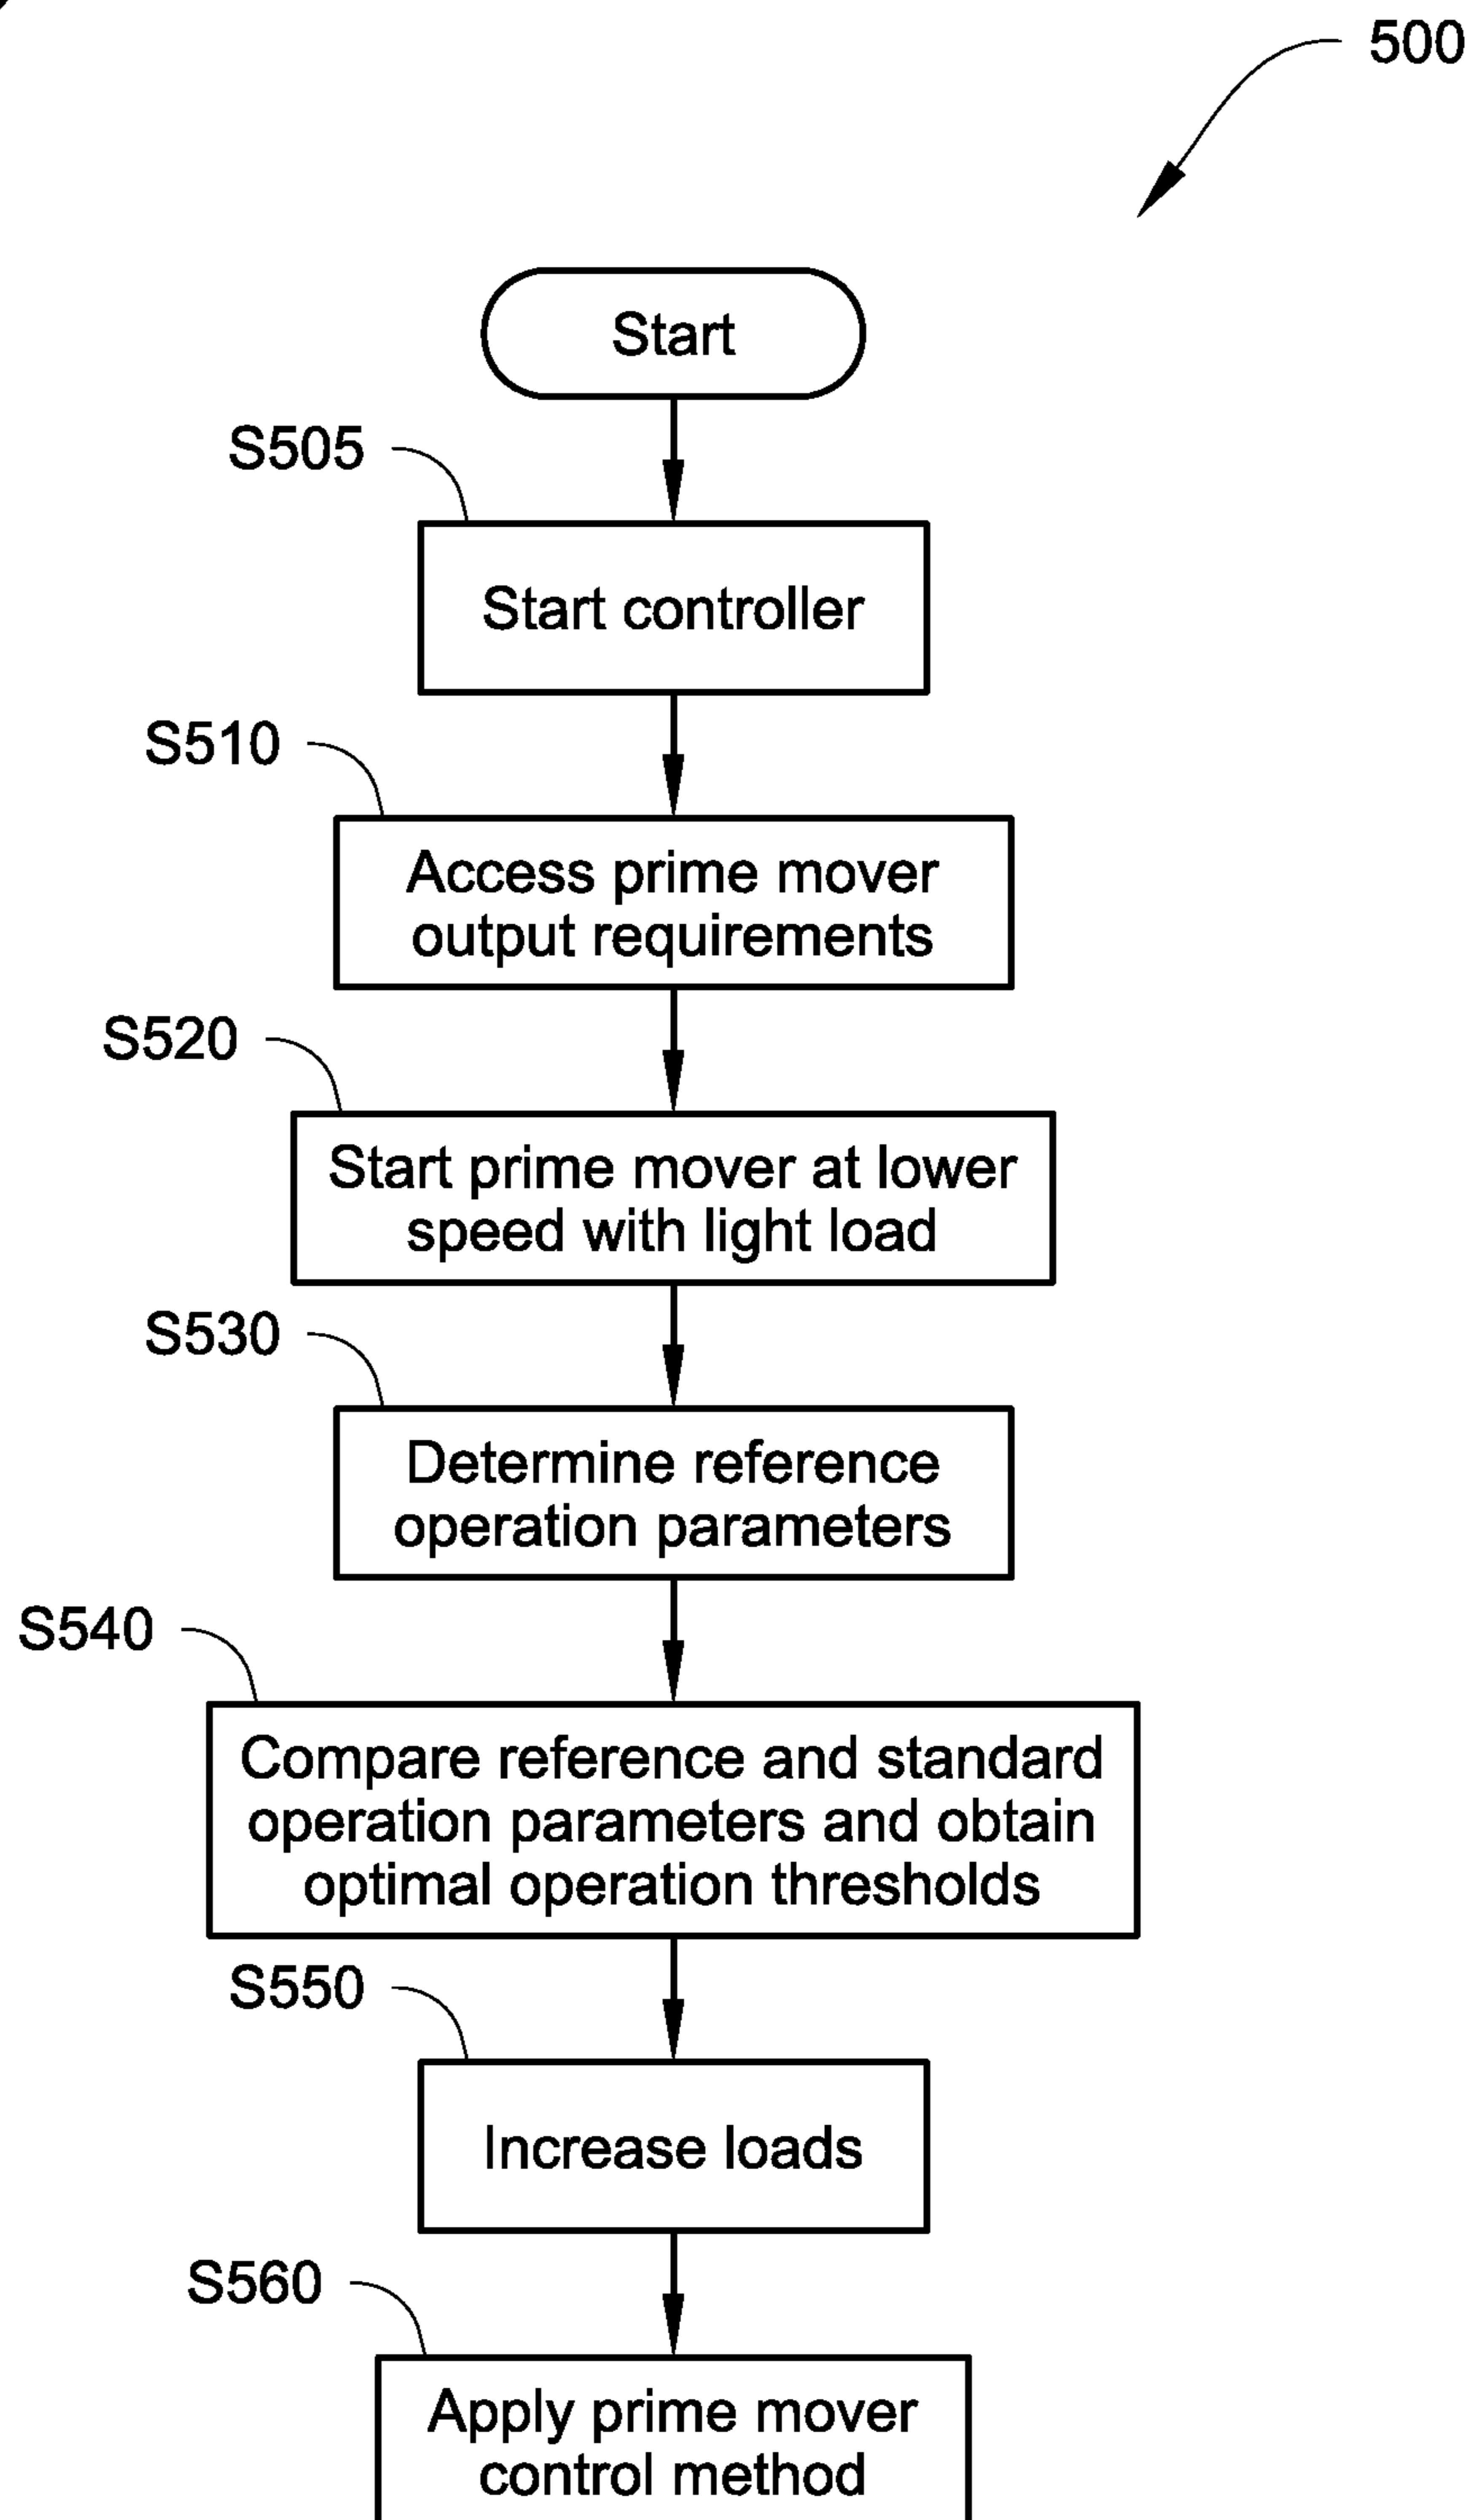 500
Start
S505
Start controller
S510
Access prime mover
output requirements
S520
Start prime mover at lower
speed with light load
S530
Determine reference
operation parameters
S540
Compare reference and standard
operation parameters and obtain
optimal operation thresholds
S550
Increase loads
S560
Apply prime mover
control method